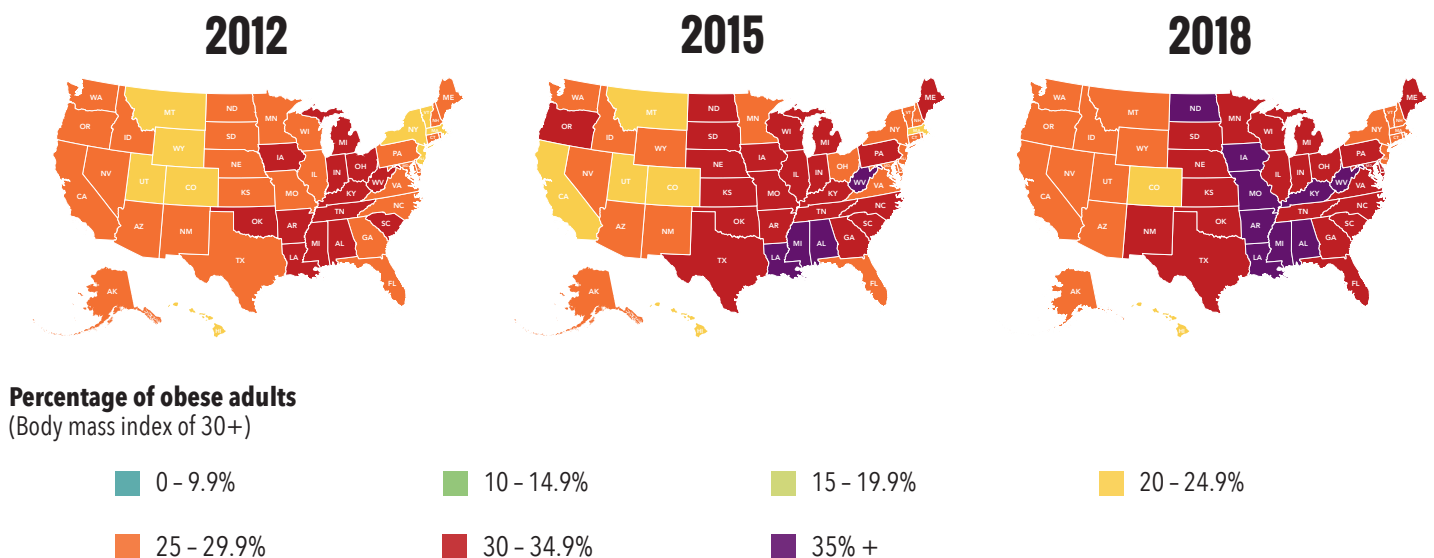 2012
2015
2018
WA
OR
CA
NV
ID
MT
WY
UT
CO
AZ
NM
ND
SD
NE
KS
OK
TX
MN
IA
MO
AR
LA
WI
IL
MI
IN
OH
KY
TN
MI
AL
GA
FL
SC
NC
VA
WV
PA
NY
ME
AK
WA
OR
CA
NV
ID
MT
WY
UT
CO
AZ
NM
ND
SD
NE
KS
OK
TX
MN
IA
MO
AR
LA
WI
IL
MI
IN
OH
KY
TN
MI
AL
GA
FL
SC
NC
VA
WV
PA
NY
ME
AK
WA
OR
CA
NV
ID
MT
WY
UT
CO
AZ
NM
ND
SD
NE
KS
OK
TX
MN
IA
MO
AR
LA
WI
IL
MI
IN
OH
KY
TN
MI
AL
GA
FL
SC
NC
VA
WV
PA
NY
ME
AK
Percentage of obese adults
(Body mass index of 30+)
0 – 9.9%
10 – 14.9%
15 – 19.9%
20 – 24.9%
25 – 29.9%
30 – 34.9%
35% +